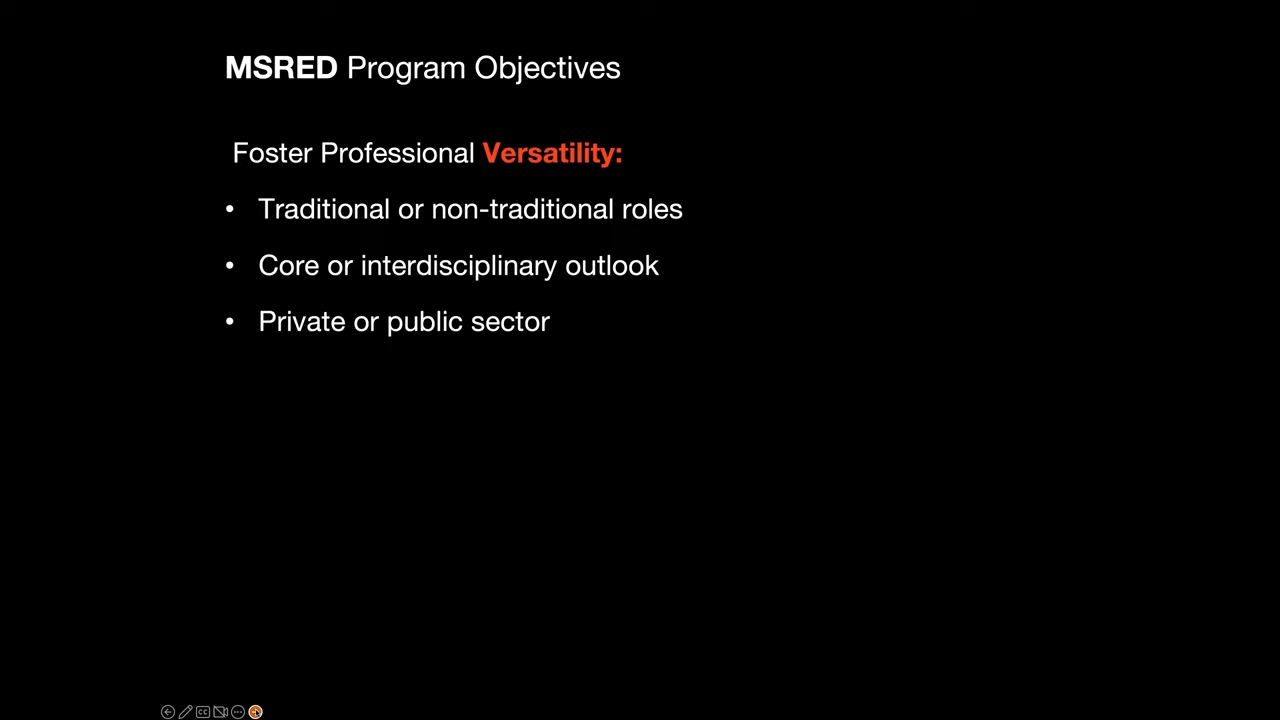 MSRED Program Objectives
Foster Professional Versatility:
• Traditional or non-traditional roles
• Core or interdisciplinary outlook
• Private or public sector
CC